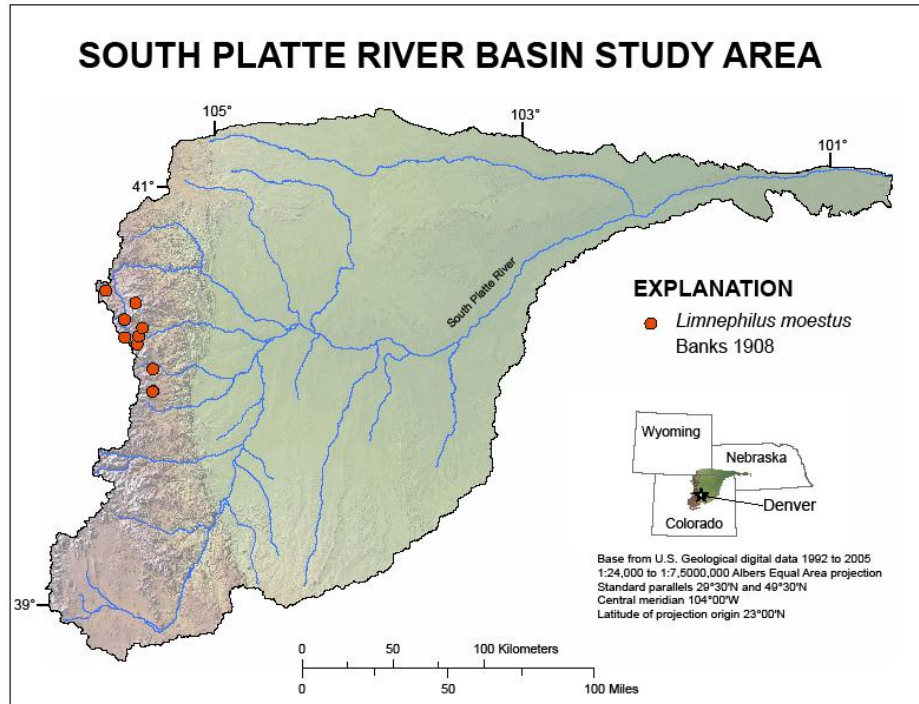 SOUTH PLATTE RIVER BASIN STUDY AREA
105°
103°
101°
41°
South Platte River
EXPLANATION
Limnephilus moestus
Banks 1908
Wyoming
Nebraska
Denver
Colorado
Base from U.S. Geological digital data 1992 to 2005
1:24,000 to 1:7,5000,000 Albers Equal Area projection
Standard parallels 29°30'N and 49°30'N
Central meridian 104°00'W
Latitude of projection origin 23°00'N
39°
0 50 100 Kilometers
0 50 100 Miles